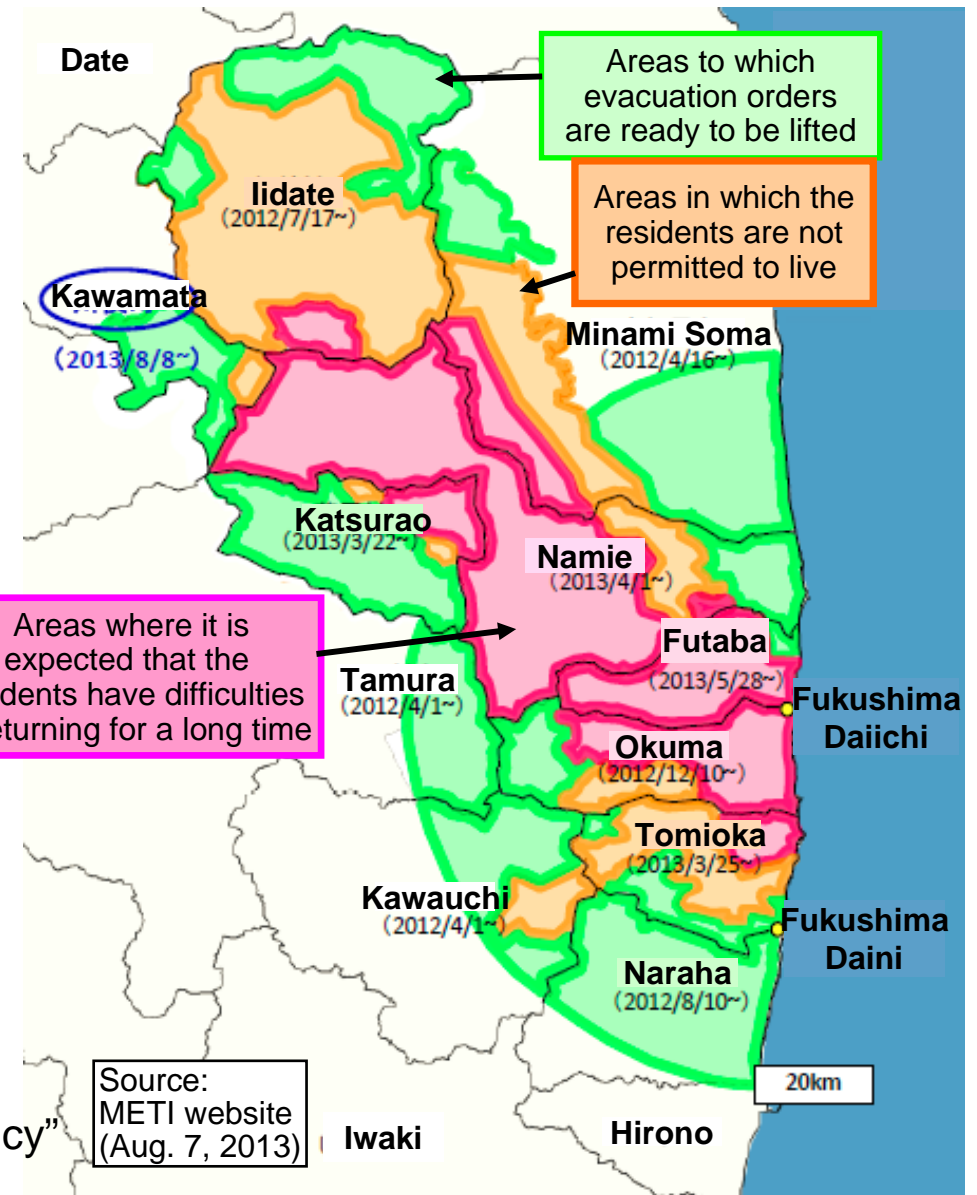 Date
Areas to which
evacuation orders
are ready to be lifted
Iidate
(2012/7/17~)
Areas in which the
residents are not
permitted to live
Kawamata
(2013/8/8~)
Minami Soma
(2012/4/16~)
Katsurao
(2013/3/22~)
Namie
(2013/4/1~)
Areas where it is
expected that the
idents have difficulties
eturning for a long time
Futaba
(2013/5/28~)
Tamura
(2012/4/1~)
Fukushima
Daiichi
Okuma
(2012/12/10~)
Tomioka
(2013/3/25~)
Kawauchi
(2012/4/1~)
Fukushima
Daini
Naraha
(2012/8/10~)
20km
Source:
METI website
(Aug. 7, 2013)
cy”
Iwaki
Hirono